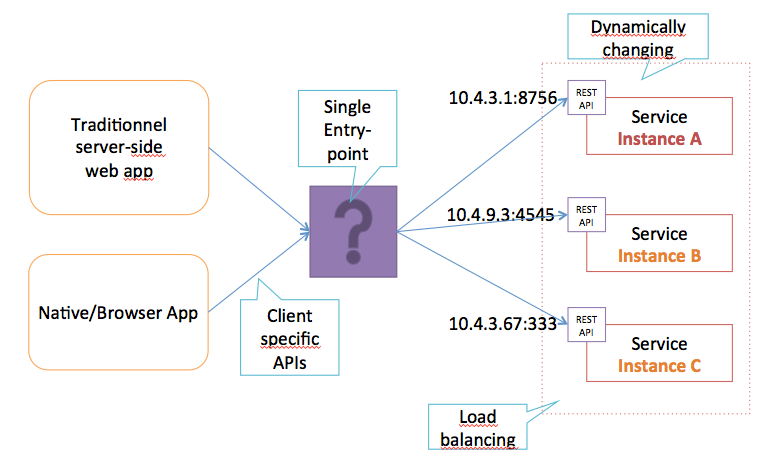 Dynamically
changing
Traditionnel
server-side
web app
Single
Entry-
point
?
10.4.3.1:8756
REST
API
Service
Instance A
10.4.9.3:4545
REST
API
Service
Instance B
Native/Browser App
Client
specific
APIs
10.4.3.67:333
REST
API
Service
Instance C
Load
balancing